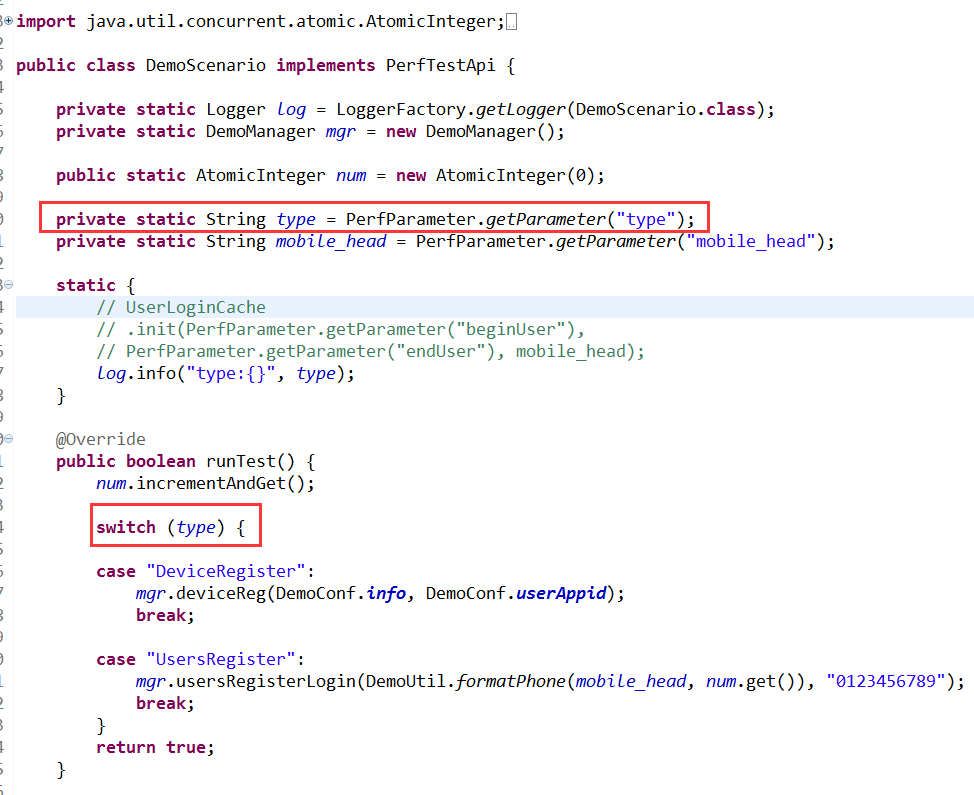 import java.util.concurrent.atomic.AtomicInteger;
public class DemoScenario implements PerfTestApi {
private static Logger log = LoggerFactory.getLogger(DemoScenario.class);
private static DemoManager mgr = new DemoManager();
public static AtomicInteger num = new AtomicInteger(0);
private static String type = PerfParameter.getParameter("type");
private static String mobile_head = PerfParameter.getParameter("mobile_head");
static {
// UserLoginCache
// .init(PerfParameter.getParameter("beginUser"),
// PerfParameter.getParameter("endUser"), mobile_head);
log.info("type:{}", type);
}
@Override
public boolean runTest() {
num.incrementAndGet();
switch (type) {
case "DeviceRegister":
mgr.deviceReg(DemoConf.info, DemoConf.userAppid);
break;
case "UsersRegister":
mgr.usersRegisterLogin(DemoUtil.formatPhone(mobile_head, num.get()), "0123456789");
break;
}
return true;
}